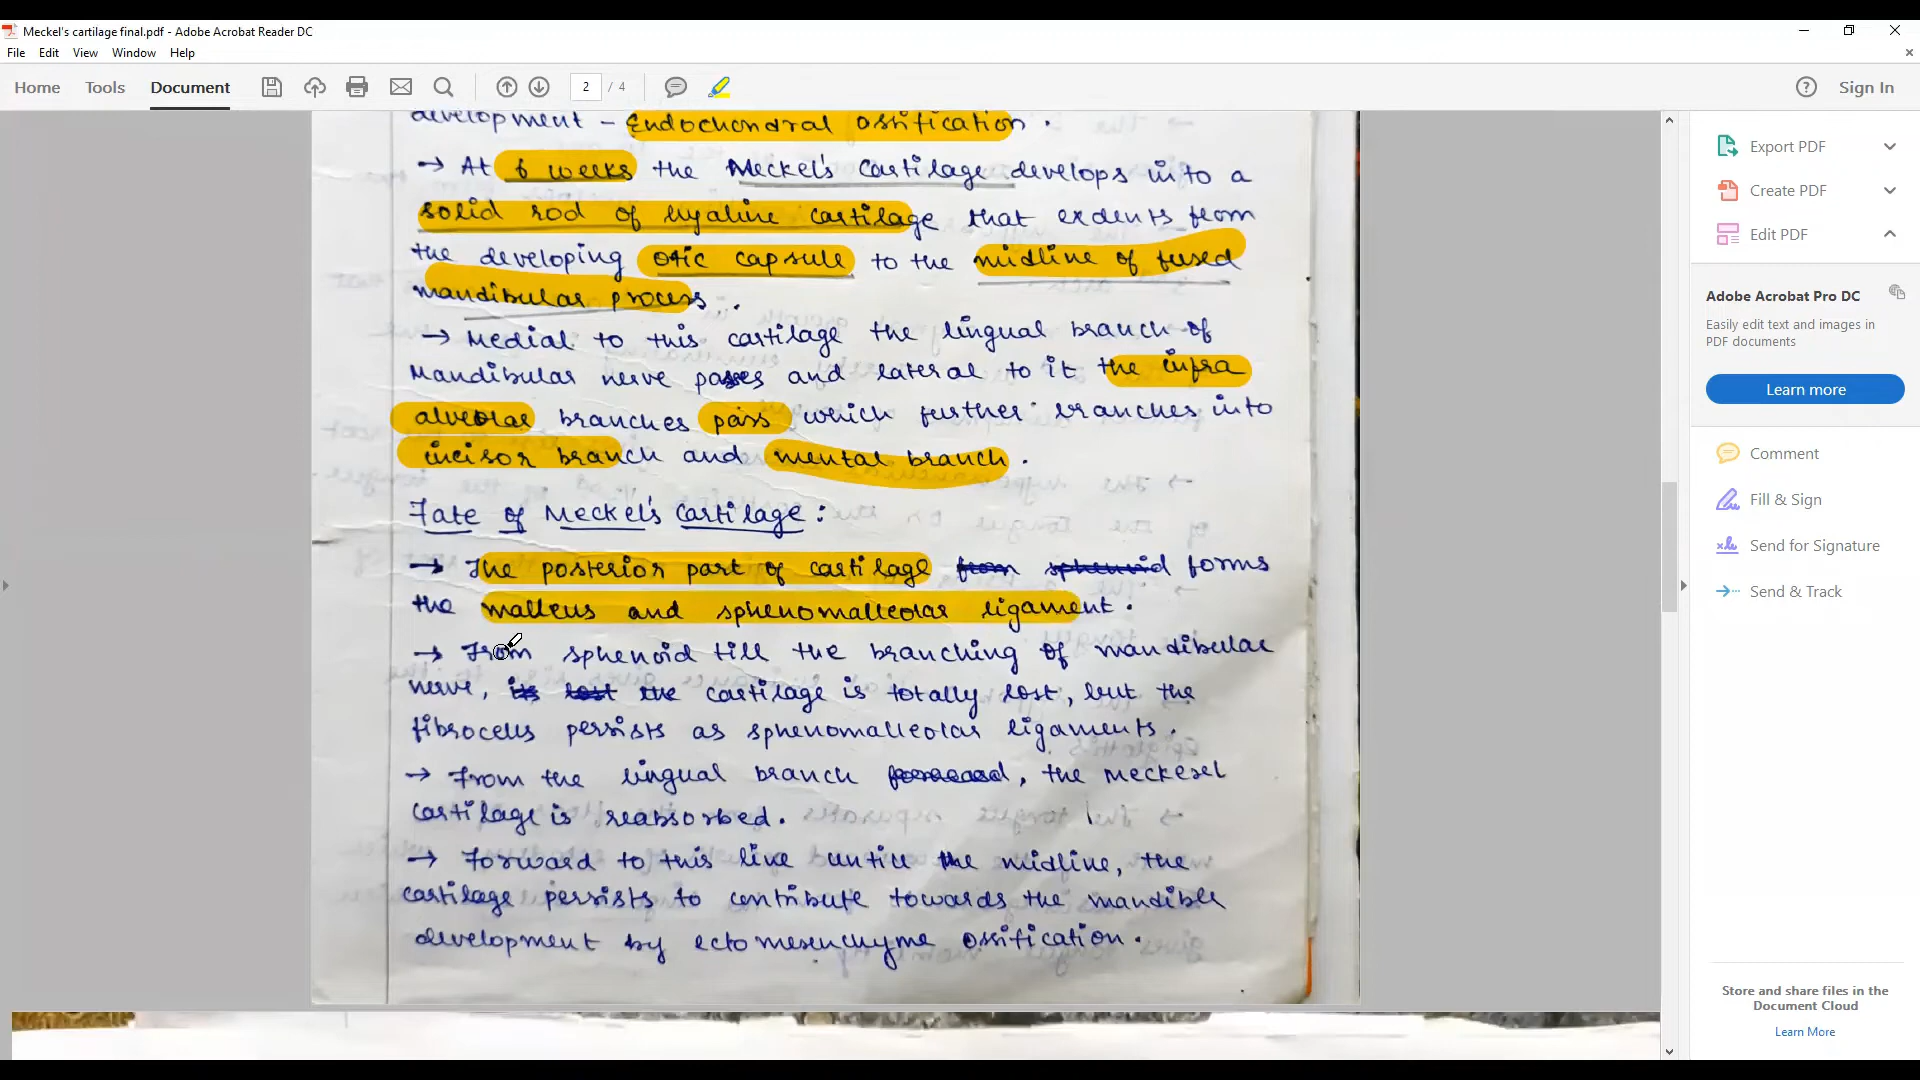 Meckel's cartilage final.pdf - Adobe Acrobat Reader DC
File Edit View Window Help
Home Tools Document 2 / 4 Sign In
development - Endochondral Ossification.
→ At 6 weeks the Meckel's Cartilage develops into a
solid rod of hyaline cartilage that extents from
the developing otic capsule to the midline of fused
mandibular process.
→ Medial to this cartilage the lingual branch of
Mandibular nerve passes and lateral to it the infra
alveolar branches pass which further branches into
incisor branch and mental branch.
Fate of Meckel's Cartilage:
→ The posterior part of cartilage from sphenoid forms
the malleus and sphenomalleolar ligament.
→ From sphenoid till the branching of mandibular
nerve, its lost the cartilage is totally lost, but the
fibrocells persists as sphenomalleolar ligaments.
→ From the lingual branch forward, the meckesel
cartilage is reabsorbed.
→ Forward to this line untill the midline, the
cartilage persists to contribute towards the mandible
development by ectomesenchyme ossification.
Export PDF
Create PDF
Edit PDF
Adobe Acrobat Pro DC
Easily edit text and images in
PDF documents
Learn more
Comment
Fill & Sign
Send for Signature
Send & Track
Store and share files in the
Document Cloud
Learn More